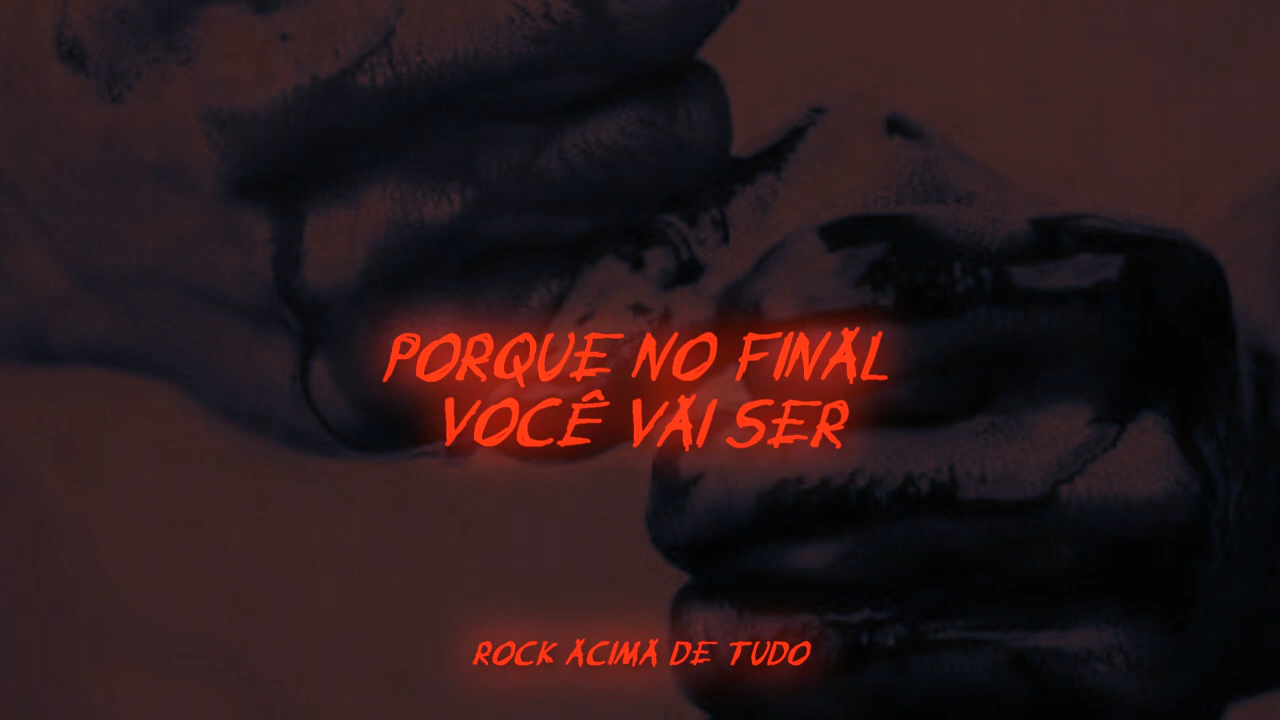 PORQUE NO FINAL
VOCÊ VAI SER
ROCK ACIMA DE TUDO